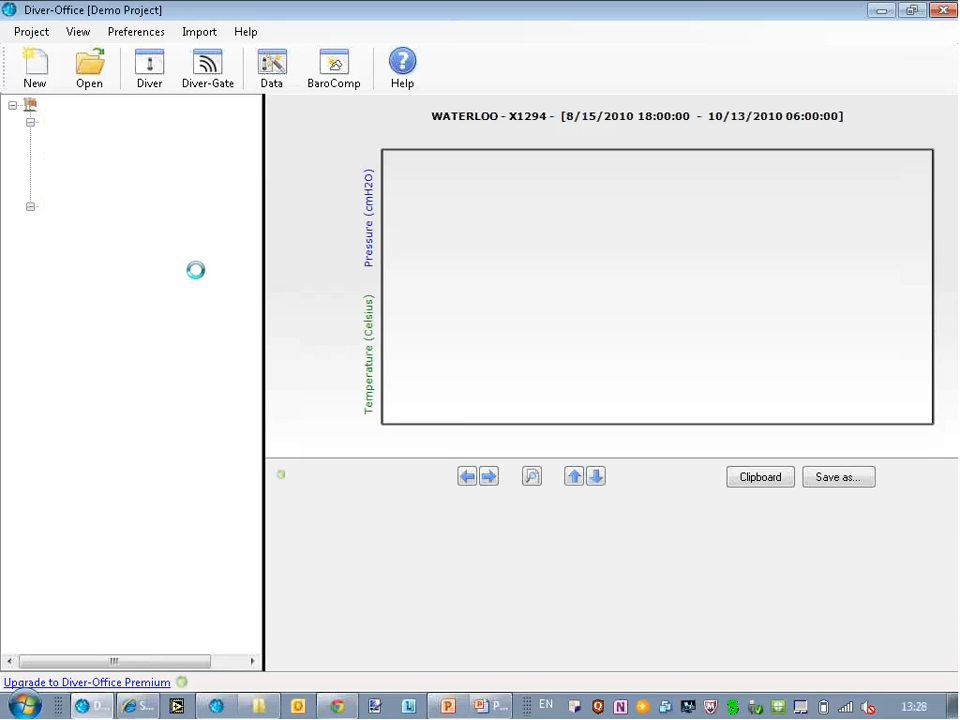 Diver-Office [Demo Project]
Project View Preferences Import Help
New Open Diver Diver-Gate Data BaroComp Help
WATERLOO - X1294 - [8/15/2010 18:00:00 - 10/13/2010 06:00:00]
Pressure (cmH2O)
Temperature (Celsius)
Clipboard Save as...
Upgrade to Diver-Office Premium
D... S... P... EN 13:28